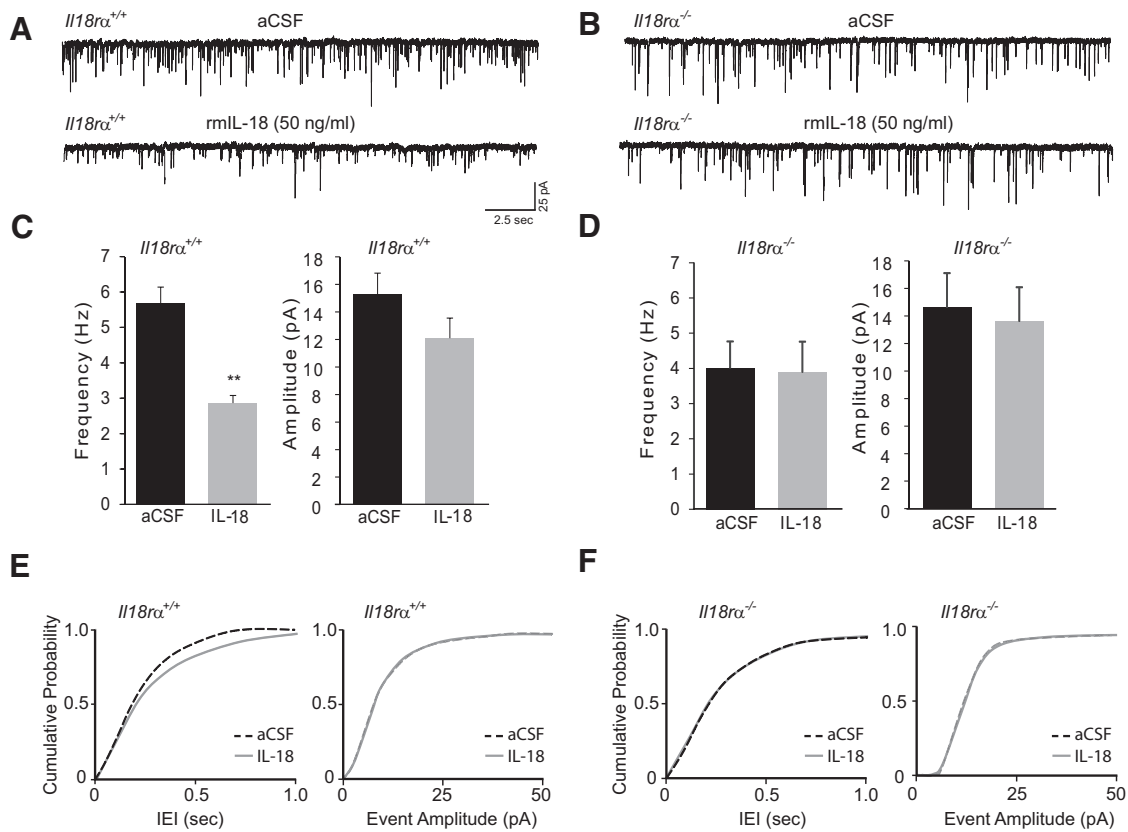 A
Il18rα+/+
aCSF
Il18rα+/+
rmIL-18 (50 ng/ml)
25 pA
2.5 sec
B
Il18rα-/-
aCSF
Il18rα-/-
rmIL-18 (50 ng/ml)
C
Il18rα+/+
Frequency (Hz)
7
6
5
4
3
2
1
0
**
aCSF
IL-18
Il18rα+/+
Amplitude (pA)
18
16
14
12
10
8
6
4
2
0
aCSF
IL-18
D
Il18rα-/-
Frequency (Hz)
7
6
5
4
3
4
1
0
aCSF
IL-18
Il18rα-/-
Amplitude (pA)
18
16
14
12
10
8
6
4
2
0
aCSF
IL-18
E
Il18rα+/+
Cumulative Probability
1.0
0.5
0
aCSF
IL-18
0
0.5
1.0
IEI (sec)
Il18rα+/+
1.0
0.5
0
aCSF
IL-18
0
25
50
Event Amplitude (pA)
F
Il18rα-/-
Cumulative Probability
1.0
0.5
0
aCSF
IL-18
0
0.5
1.0
IEI (sec)
Il18rα-/-
1.0
0.5
0
aCSF
IL-18
0
25
50
Event Amplitude (pA)